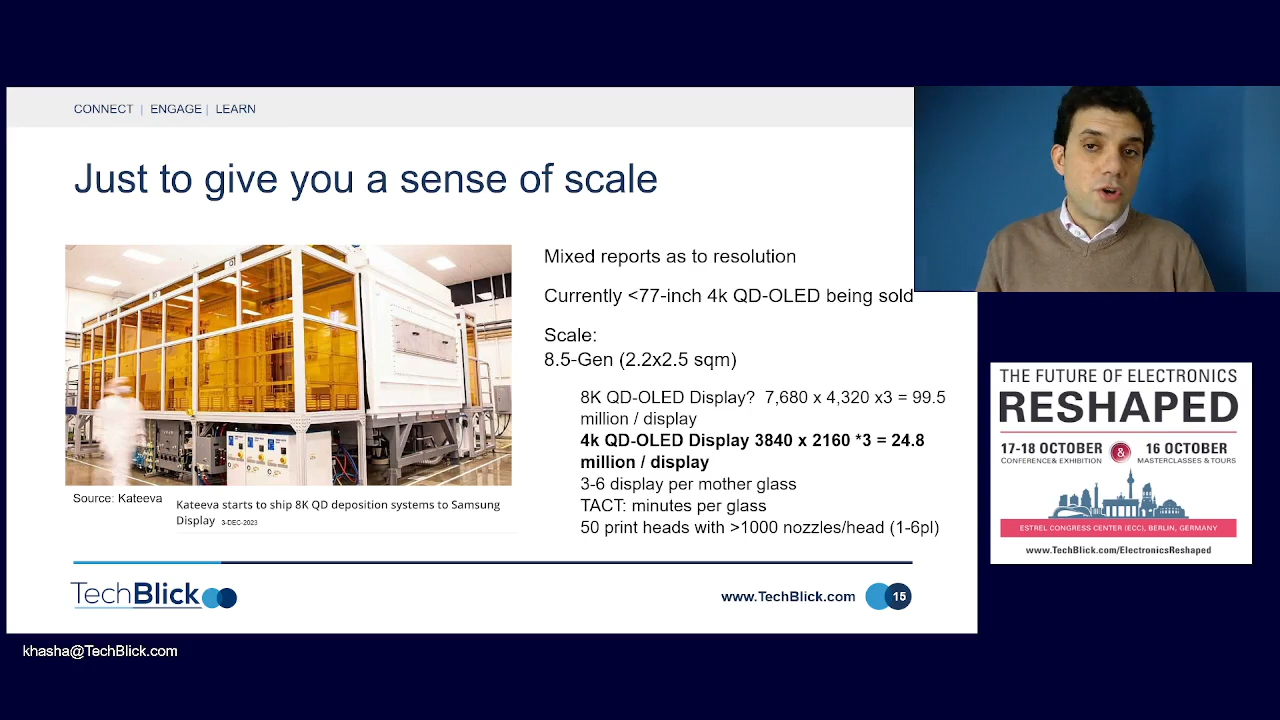 CONNECT | ENGAGE | LEARN
Just to give you a sense of scale
Mixed reports as to resolution
Currently <77-inch 4k QD-OLED being sold
Scale:
8.5-Gen (2.2x2.5 sqm)
8K QD-OLED Display? 7,680 x 4,320 x3 = 99.5
million / display
4k QD-OLED Display 3840 x 2160 *3 = 24.8
million / display
3-6 display per mother glass
TACT: minutes per glass
50 print heads with >1000 nozzles/head (1-6pl)
Source: Kateeva
Kateeva starts to ship 8K QD deposition systems to Samsung
Display 3-DEC-2023
TechBlick
www.TechBlick.com
15
khasha@TechBlick.com
THE FUTURE OF ELECTRONICS
RESHAPED
17-18 OCTOBER & 16 OCTOBER
CONFERENCE & EXHIBITION MASTERCLASSES & TOURS
ESTREL CONGRESS CENTER (ECC), BERLIN, GERMANY
www.TechBlick.com/ElectronicsReshaped